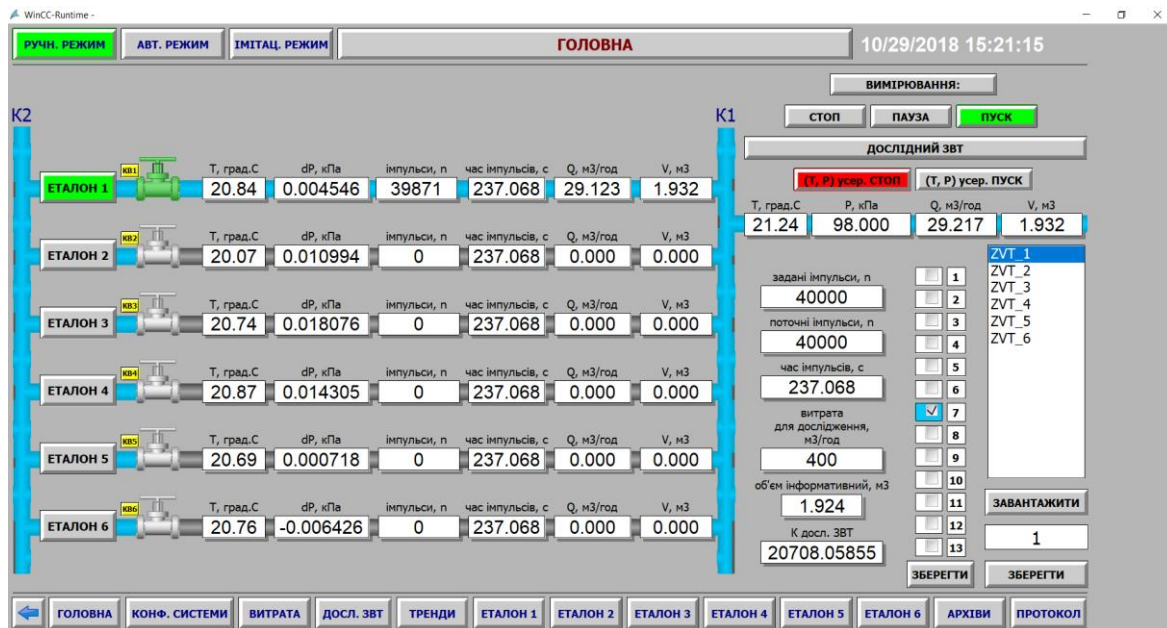 WinCC-Runtime -
РУЧН. РЕЖИМ АВТ. РЕЖИМ ІМІТАЦ. РЕЖИМ ГОЛОВНА 10/29/2018 15:21:15
K2
K1
КВ1 Т, град.С dP, кПа імпульси, n час імпульсів, с Q, м3/год V, м3
ЕТАЛОН 1 20.84 0.004546 39871 237.068 29.123 1.932
КВ2 Т, град.С dP, кПа імпульси, n час імпульсів, с Q, м3/год V, м3
ЕТАЛОН 2 20.07 0.010994 0 237.068 0.000 0.000
КВ3 Т, град.С dP, кПа імпульси, n час імпульсів, с Q, м3/год V, м3
ЕТАЛОН 3 20.74 0.018076 0 237.068 0.000 0.000
КВ4 Т, град.С dP, кПа імпульси, n час імпульсів, с Q, м3/год V, м3
ЕТАЛОН 4 20.87 0.014305 0 237.068 0.000 0.000
КВ5 Т, град.С dP, кПа імпульси, n час імпульсів, с Q, м3/год V, м3
ЕТАЛОН 5 20.69 0.000718 0 237.068 0.000 0.000
КВ6 Т, град.С dP, кПа імпульси, n час імпульсів, с Q, м3/год V, м3
ЕТАЛОН 6 20.76 -0.006426 0 237.068 0.000 0.000
ВИМІРЮВАННЯ:
СТОП ПАУЗА ПУСК
ДОСЛІДНИЙ ЗВТ
(Т, Р) усер. СТОП (Т, Р) усер. ПУСК
Т, град.С Р, кПа Q, м3/год V, м3
21.24 98.000 29.217 1.932
задані імпульси, n
40000
поточні імпульси, n
40000
час імпульсів, с
237.068
витрата
для дослідження,
м3/год
400
об'єм інформативний, м3
1.924
К досл. ЗВТ
20708.05855
1
2
3
4
5
6
7
8
9
10
11
12
13
ЗБЕРЕГТИ
ZVT_1
ZVT_2
ZVT_3
ZVT_4
ZVT_5
ZVT_6
ЗАВАНТАЖИТИ
1
ЗБЕРЕГТИ
ГОЛОВНА КОНФ. СИСТЕМИ ВИТРАТА ДОСЛ. ЗВТ ТРЕНДИ ЕТАЛОН 1 ЕТАЛОН 2 ЕТАЛОН 3 ЕТАЛОН 4 ЕТАЛОН 5 ЕТАЛОН 6 АРХІВИ ПРОТОКОЛ